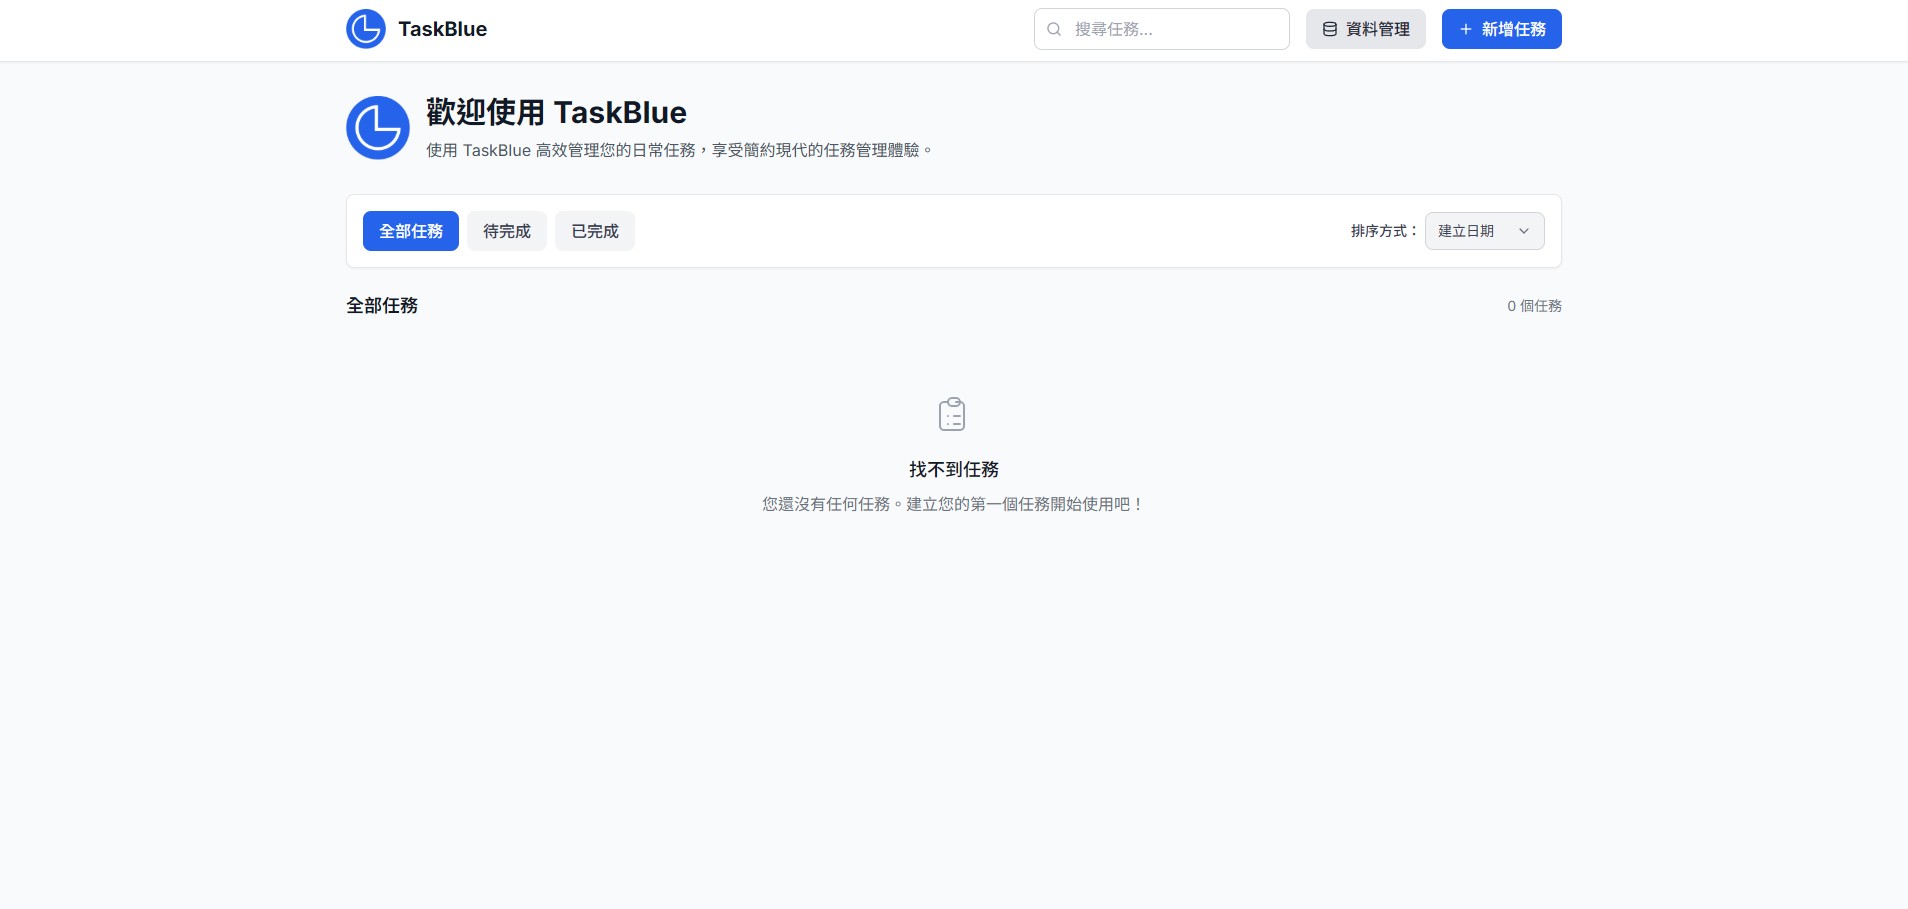 TaskBlue
搜尋任務...
資料管理
新增任務
歡迎使用 TaskBlue
使用 TaskBlue 高效管理您的日常任務，享受簡約現代的任務管理體驗。
全部任務 待完成 已完成
排序方式： 建立日期
全部任務
0 個任務
找不到任務
您還沒有任何任務。建立您的第一個任務開始使用吧！